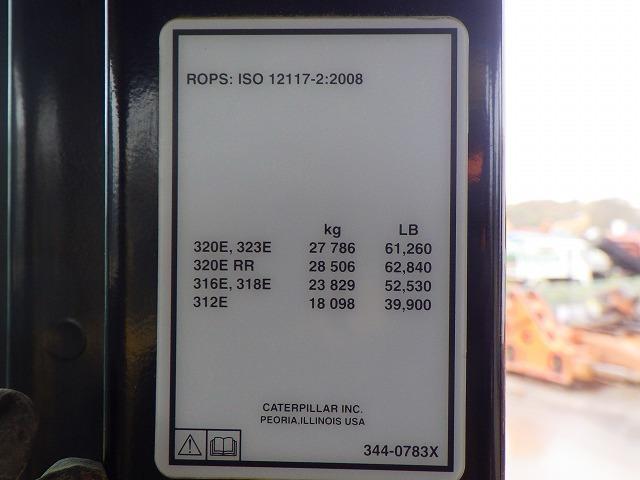 ROPS: ISO 12117-2:2008
kg LB
320E, 323E 27 786 61,260
320E RR 28 506 62,840
316E, 318E 23 829 52,530
312E 18 098 39,900
CATERPILLAR INC.
PEORIA,ILLINOIS USA
344-0783X